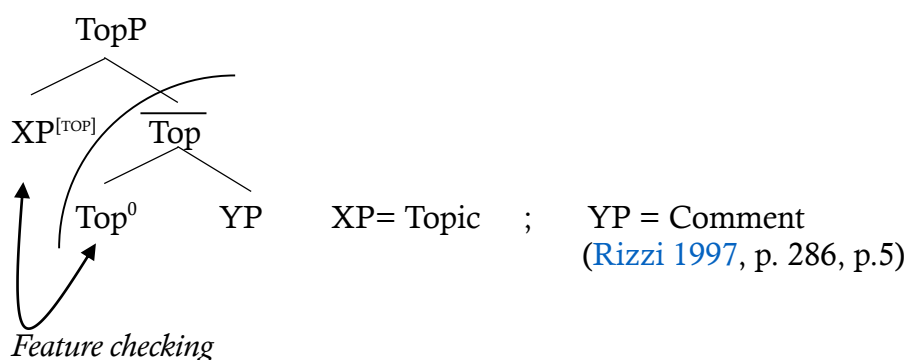 TopP
XP[TOP] Top
Top0 YP XP= Topic ; YP = Comment
(Rizzi 1997, p. 286, p.5)
Feature checking